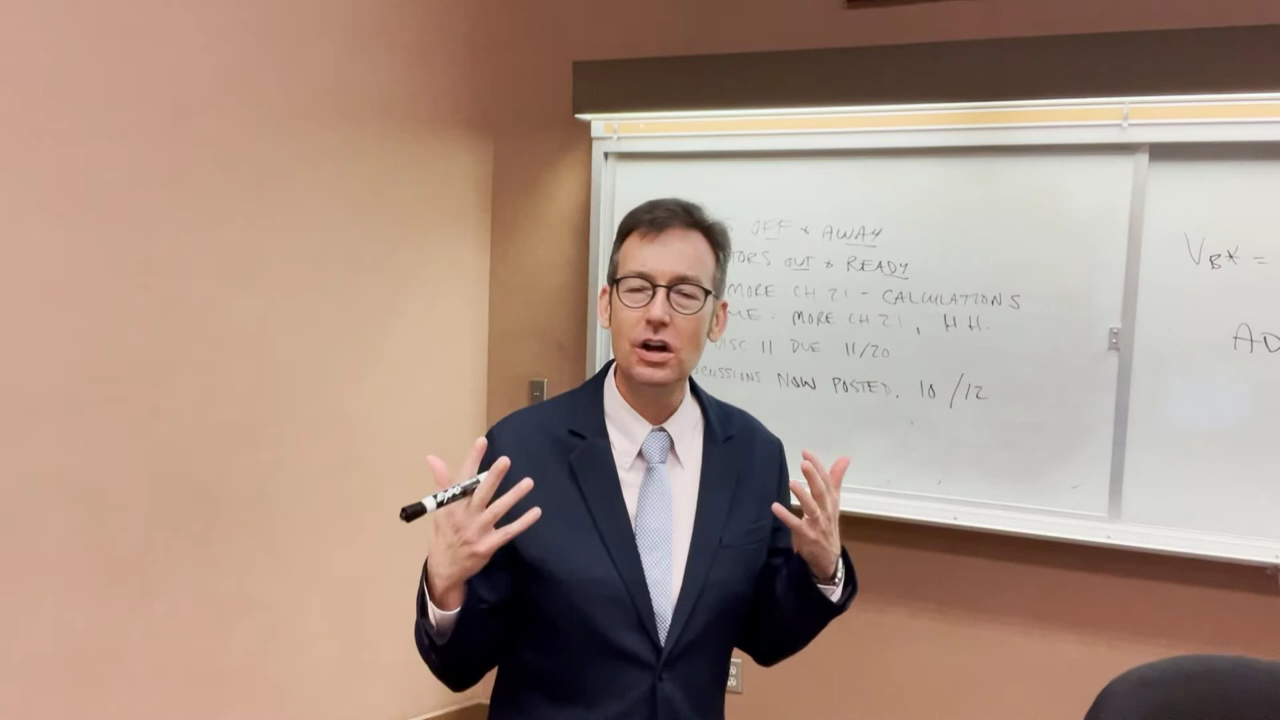 OFF & AWAY
TORS OUT & READY
MORE CH 21 - CALCULATIONS
ME. MORE CH 21, HH.
ISC 11 DUE 11/20
CUSSIONS NOW POSTED. 10/12
VB* =
AD
EXPO